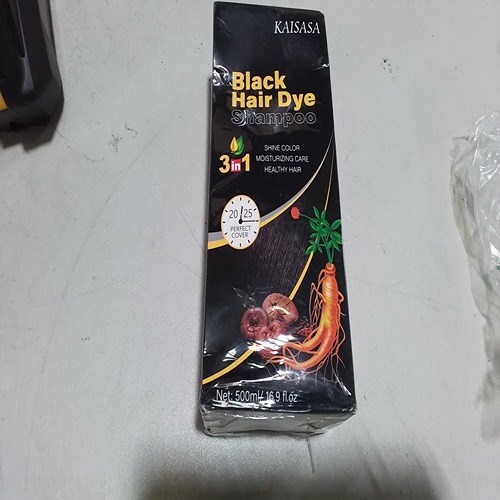 KAISASA
Black
Hair Dye
Shampoo
3in1
SHINE COLOR
MOISTURIZING CARE
HEALTHY HAIR
20 25
PERFECT
COVER
Net: 500ml/ 16.9 fl.oz